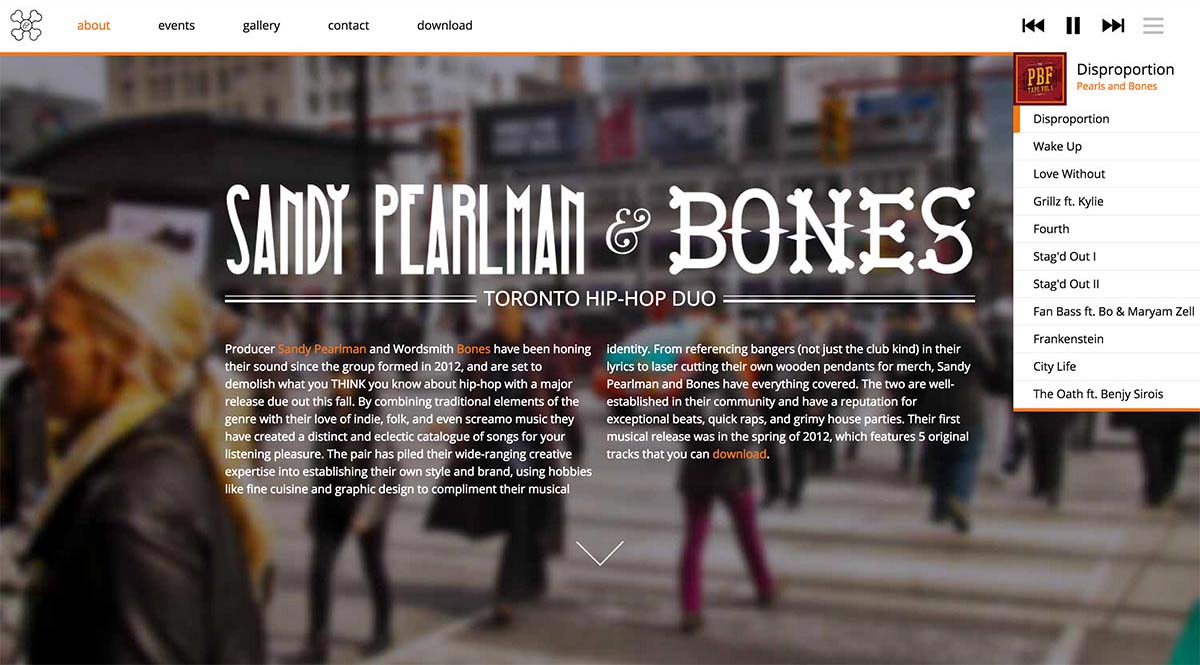 about events gallery contact download
THE
PBF
TAPE VOL 1
Disproportion
Pearls and Bones
Disproportion
Wake Up
Love Without
Grillz ft. Kylie
Fourth
Stag'd Out I
Stag'd Out II
Fan Bass ft. Bo & Maryam Zell
Frankenstein
City Life
The Oath ft. Benjy Sirois
SANDY PEARLMAN & BONES
TORONTO HIP-HOP DUO
Producer Sandy Pearlman and Wordsmith Bones have been honing
their sound since the group formed in 2012, and are set to
demolish what you THINK you know about hip-hop with a major
release due out this fall. By combining traditional elements of the
genre with their love of indie, folk, and even screamo music they
have created a distinct and eclectic catalogue of songs for your
listening pleasure. The pair has piled their wide-ranging creative
expertise into establishing their own style and brand, using hobbies
like fine cuisine and graphic design to compliment their musical
identity. From referencing bangers (not just the club kind) in their
lyrics to laser cutting their own wooden pendants for merch, Sandy
Pearlman and Bones have everything covered. The two are well-
established in their community and have a reputation for
exceptional beats, quick raps, and grimy house parties. Their first
musical release was in the spring of 2012, which features 5 original
tracks that you can download.